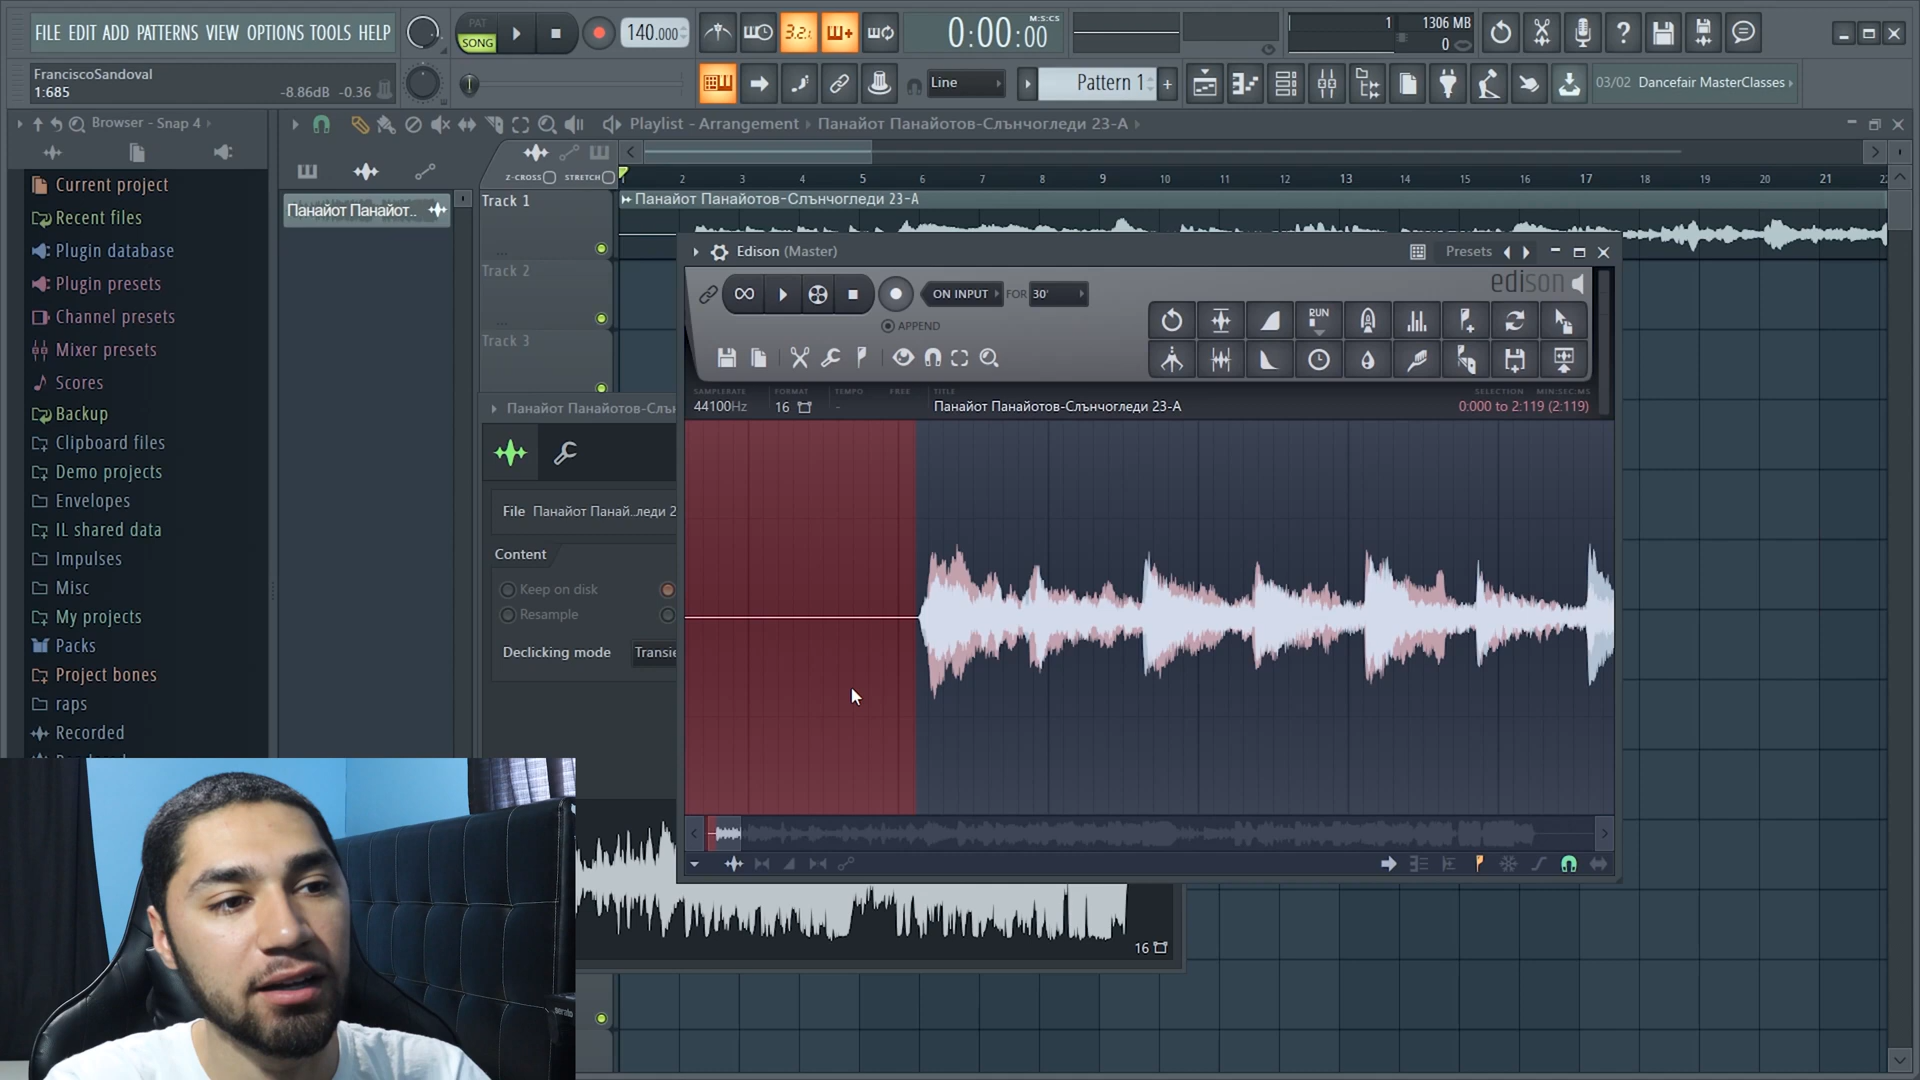 FILE EDIT ADD PATTERNS VIEW OPTIONS TOOLS HELP
PAT
SONG
140.000
3.2.
0:00:00
M:S:CS
1
1306 MB
0
FranciscoSandoval
1:685
-8.86dB -0.36
Line
Pattern 1
+
03/02 Dancefair MasterClasses
Browser - Snap 4
Playlist - Arrangement
Панайот Панайотов-Слънчогледи 23-А
Z-CROSS
STRETCH
2 3 4 5 6 7 8 9 10 11 12 13 14 15 16 17 18 19 20 21 22
Current project
Recent files
Plugin database
Plugin presets
Channel presets
Mixer presets
Scores
Backup
Clipboard files
Demo projects
Envelopes
IL shared data
Impulses
Misc
My projects
Packs
Project bones
raps
Recorded
Панайот Панайот..
Track 1
Track 2
Track 3
Панайот Панайотов-Слънчогледи 23-А
Edison (Master)
Presets
edison
ON INPUT
FOR
30'
APPEND
RUN
SAMPLERATE
FORMAT
TEMPO
FREE
TITLE
SELECTION
MIN:SEC:MS
44100Hz
16
-
Панайот Панайотов-Слънчогледи 23-А
0:000 to 2:119 (2:119)
Панайот Панайотов-Слъ
File
Панайот Панай..леди 2
Content
Keep on disk
Resample
Declicking mode
Transie
16